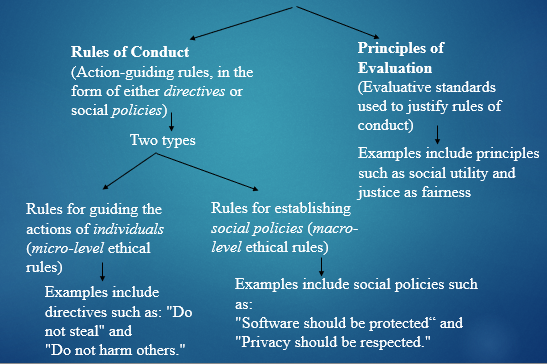 Rules of Conduct
(Action-guiding rules, in the
form of either directives or
social policies)
Two types
Principles of
Evaluation
(Evaluative standards
used to justify rules of
conduct)
Examples include principles
such as social utility and
justice as fairness
Rules for guiding the
actions of individuals
(micro-level ethical
rules)
Examples include
directives such as: "Do
not steal" and
"Do not harm others."
Rules for establishing
social policies (macro-
level ethical rules)
Examples include social policies such
as:
"Software should be protected“ and
"Privacy should be respected."